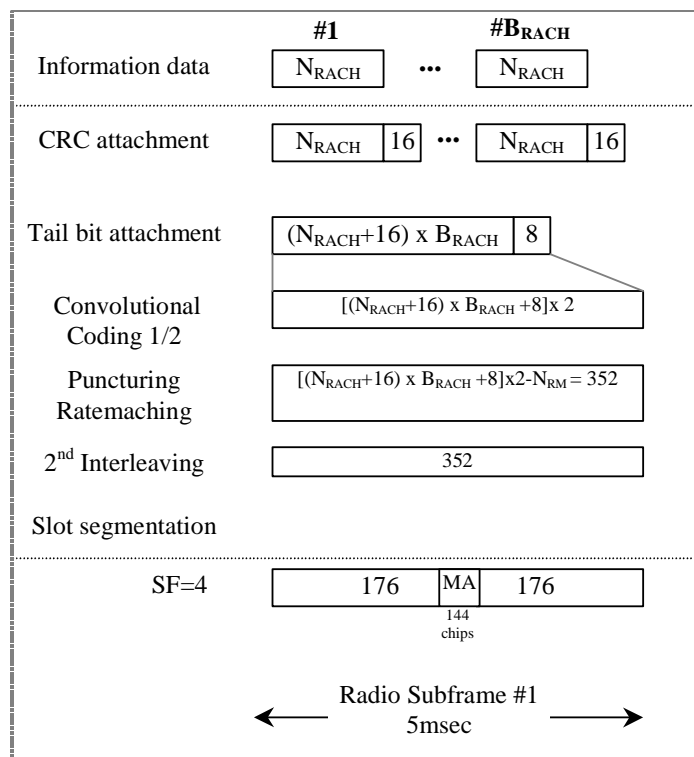 #1 #B_RACH
Information data N_RACH ••• N_RACH
CRC attachment N_RACH 16 ••• N_RACH 16
Tail bit attachment (N_RACH+16) x B_RACH 8
Convolutional
Coding 1/2
[(N_RACH+16) x B_RACH +8]x 2
Puncturing
Ratemaching
[(N_RACH+16) x B_RACH +8]x2-N_RM = 352
2nd Interleaving 352
Slot segmentation
SF=4 176 MA 176
144
chips
Radio Subframe #1
5msec